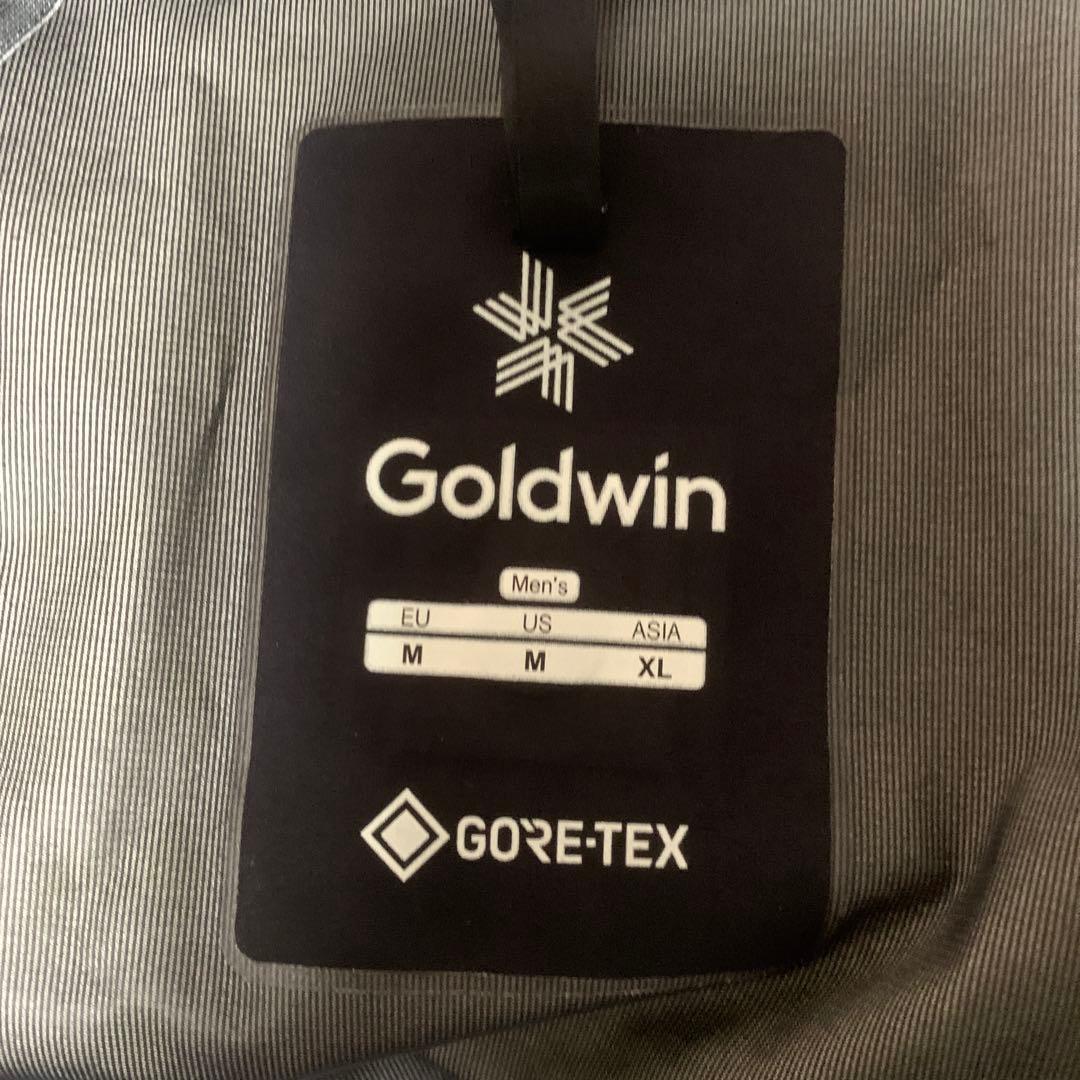 Goldwin
Men's
EU US ASIA
M M XL
GORE-TEX